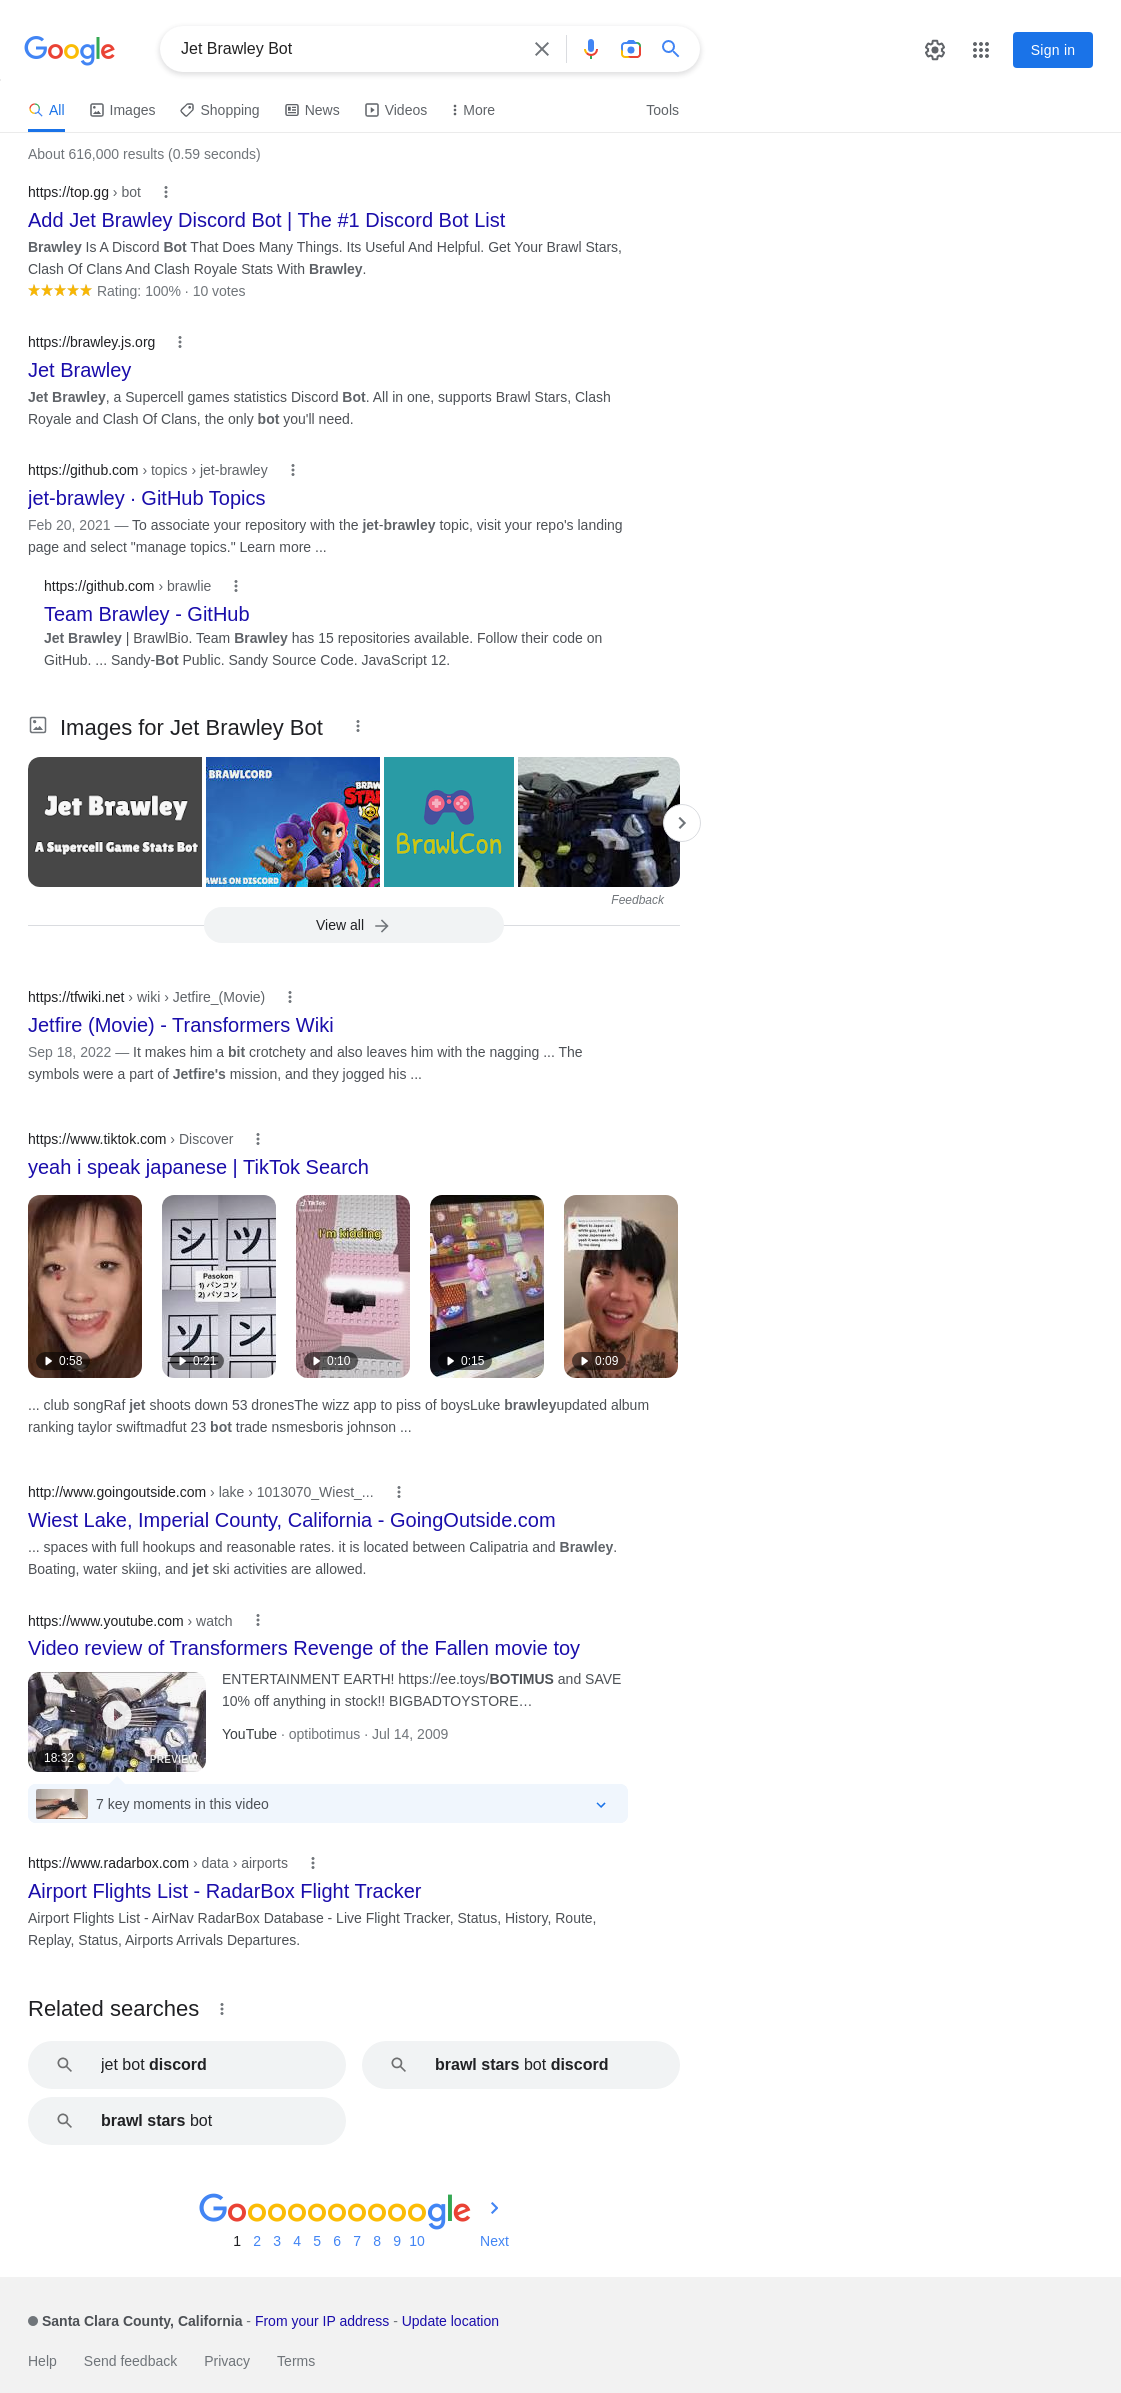 Google
Jet Brawley Bot
Sign in
All
Images
Shopping
News
Videos
More
Tools
About 616,000 results (0.59 seconds)
https://top.gg › bot
Add Jet Brawley Discord Bot | The #1 Discord Bot List
Brawley Is A Discord Bot That Does Many Things. Its Useful And Helpful. Get Your Brawl Stars,
Clash Of Clans And Clash Royale Stats With Brawley.
Rating: 100% · 10 votes
https://brawley.js.org
Jet Brawley
Jet Brawley, a Supercell games statistics Discord Bot. All in one, supports Brawl Stars, Clash
Royale and Clash Of Clans, the only bot you'll need.
https://github.com › topics › jet-brawley
jet-brawley · GitHub Topics
Feb 20, 2021 — To associate your repository with the jet-brawley topic, visit your repo's landing
page and select "manage topics." Learn more ...
https://github.com › brawlie
Team Brawley - GitHub
Jet Brawley | BrawlBio. Team Brawley has 15 repositories available. Follow their code on
GitHub. ... Sandy-Bot Public. Sandy Source Code. JavaScript 12.
Images for Jet Brawley Bot
Jet Brawley
A Supercell Game Stats Bot
BRAWLCORD
BRAW
STA
AWLS ON DISCORD
BrawlCon
Feedback
View all
https://tfwiki.net › wiki › Jetfire_(Movie)
Jetfire (Movie) - Transformers Wiki
Sep 18, 2022 — It makes him a bit crotchety and also leaves him with the nagging ... The
symbols were a part of Jetfire's mission, and they jogged his ...
https://www.tiktok.com › Discover
yeah i speak japanese | TikTok Search
シ ツ
Pasokon
1) パンコソ
2) パソコン
ソ ン
TikTok
I'm kidding
0:58
0:21
0:10
0:15
0:09
... club songRaf jet shoots down 53 dronesThe wizz app to piss of boysLuke brawleyupdated album
ranking taylor swiftmadfut 23 bot trade nsmesboris johnson ...
http://www.goingoutside.com › lake › 1013070_Wiest_...
Wiest Lake, Imperial County, California - GoingOutside.com
... spaces with full hookups and reasonable rates. it is located between Calipatria and Brawley.
Boating, water skiing, and jet ski activities are allowed.
https://www.youtube.com › watch
Video review of Transformers Revenge of the Fallen movie toy
18:32
PREVIEW
ENTERTAINMENT EARTH! https://ee.toys/BOTIMUS and SAVE
10% off anything in stock!! BIGBADTOYSTORE…
YouTube · optibotimus · Jul 14, 2009
7 key moments in this video
https://www.radarbox.com › data › airports
Airport Flights List - RadarBox Flight Tracker
Airport Flights List - AirNav RadarBox Database - Live Flight Tracker, Status, History, Route,
Replay, Status, Airports Arrivals Departures.
Related searches
jet bot discord
brawl stars bot discord
brawl stars bot
Goooooooooogle
1 2 3 4 5 6 7 8 9 10 Next
Santa Clara County, California - From your IP address - Update location
Help Send feedback Privacy Terms